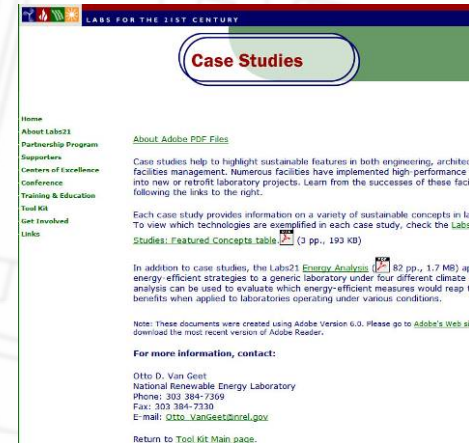 LABS FOR THE 21ST CENTURY
Case Studies
Home
About Labs21
Partnership Program
Supporters
Centers of Excellence
Conference
Training & Education
Tool Kit
Get Involved
Links
About Adobe PDF Files
Case studies help to highlight sustainable features in both engineering, architec
facilities management. Numerous facilities have implemented high-performance
into new or retrofit laboratory projects. Learn from the successes of these faci
following the links to the right.
Each case study provides information on a variety of sustainable concepts in la
To view which technologies are exemplified in each case study, check the Labs
Studies: Featured Concepts table. (3 pp., 193 KB)
In addition to case studies, the Labs21 Energy Analysis ( 82 pp., 1.7 MB) ap
energy-efficient strategies to a generic laboratory under four different climate
analysis can be used to evaluate which energy-efficient measures would reap t
benefits when applied to laboratories operating under various conditions.
Note: These documents were created using Adobe Version 6.0. Please go to Adobe's Web si
download the most recent version of Adobe Reader.
For more information, contact:
Otto D. Van Geet
National Renewable Energy Laboratory
Phone: 303 384-7369
Fax: 303 384-7330
E-mail: Otto_VanGeet@nrel.gov
Return to Tool Kit Main page.